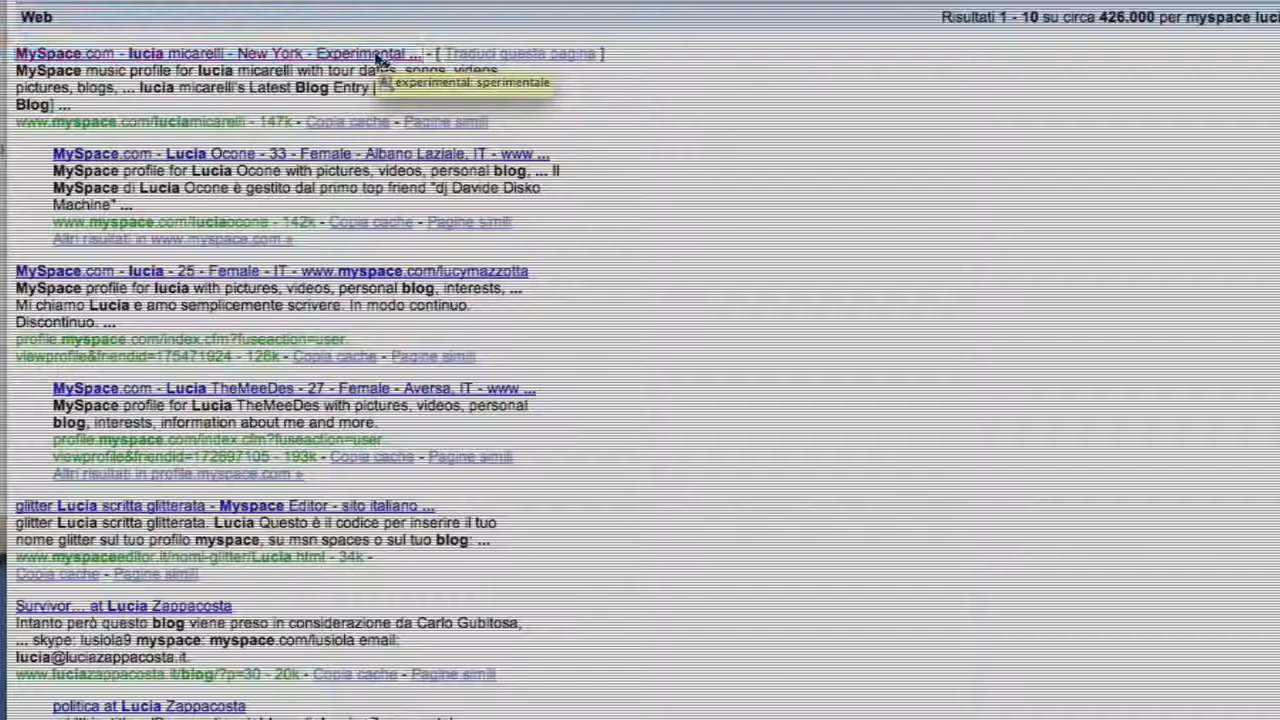 Web
Risultati 1 - 10 su circa 426.000 per myspace luci
MySpace.com - lucia micarelli - New York - Experimental ... - [ Traduci questa pagina ]
MySpace music profile for lucia micarelli with tour dates, songs, videos,
experimental: sperimentale
pictures, blogs, ... lucia micarelli's Latest Blog Entry [
Blog] ...
www.myspace.com/luciamicarelli - 147k - Copia cache - Pagine simili
MySpace.com - Lucia Ocone - 33 - Female - Albano Laziale, IT - www ...
MySpace profile for Lucia Ocone with pictures, videos, personal blog, ... Il
MySpace di Lucia Ocone è gestito dal primo top friend "dj Davide Disko
Machine" ...
www.myspace.com/luciaocone - 142k - Copia cache - Pagine simili
Altri risultati in www.myspace.com »
MySpace.com - lucia - 25 - Female - IT - www.myspace.com/lucymazzotta
MySpace profile for lucia with pictures, videos, personal blog, interests, ...
Mi chiamo Lucia e amo semplicemente scrivere. In modo continuo.
Discontinuo. ...
profile.myspace.com/index.cfm?fuseaction=user.
viewprofile&friendid=175471924 - 126k - Copia cache - Pagine simili
MySpace.com - Lucia TheMeeDes - 27 - Female - Aversa, IT - www ...
MySpace profile for Lucia TheMeeDes with pictures, videos, personal
blog, interests, information about me and more.
profile.myspace.com/index.cfm?fuseaction=user.
viewprofile&friendid=172697105 - 193k - Copia cache - Pagine simili
Altri risultati in profile.myspace.com »
glitter Lucia scritta glitterata - Myspace Editor - sito italiano ...
glitter Lucia scritta glitterata. Lucia Questo è il codice per inserire il tuo
nome glitter sul tuo profilo myspace, su msn spaces o sul tuo blog: ...
www.myspaceeditor.it/nomi-glitter/Lucia.html - 34k -
Copia cache - Pagine simili
Survivor... at Lucia Zappacosta
Intanto però questo blog viene preso in considerazione da Carlo Gubitosa,
... skype: lusiola9 myspace: myspace.com/lusiola email:
lucia@luciazappacosta.it.
www.luciazappacosta.it/blog/?p=30 - 20k - Copia cache - Pagine simili
politica at Lucia Zappacosta